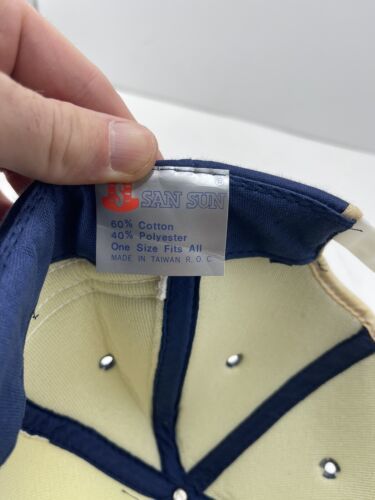 S SAN SUN ®
60% Cotton
40% Polyester
One Size Fits All
MADE IN TAIWAN R.O.C